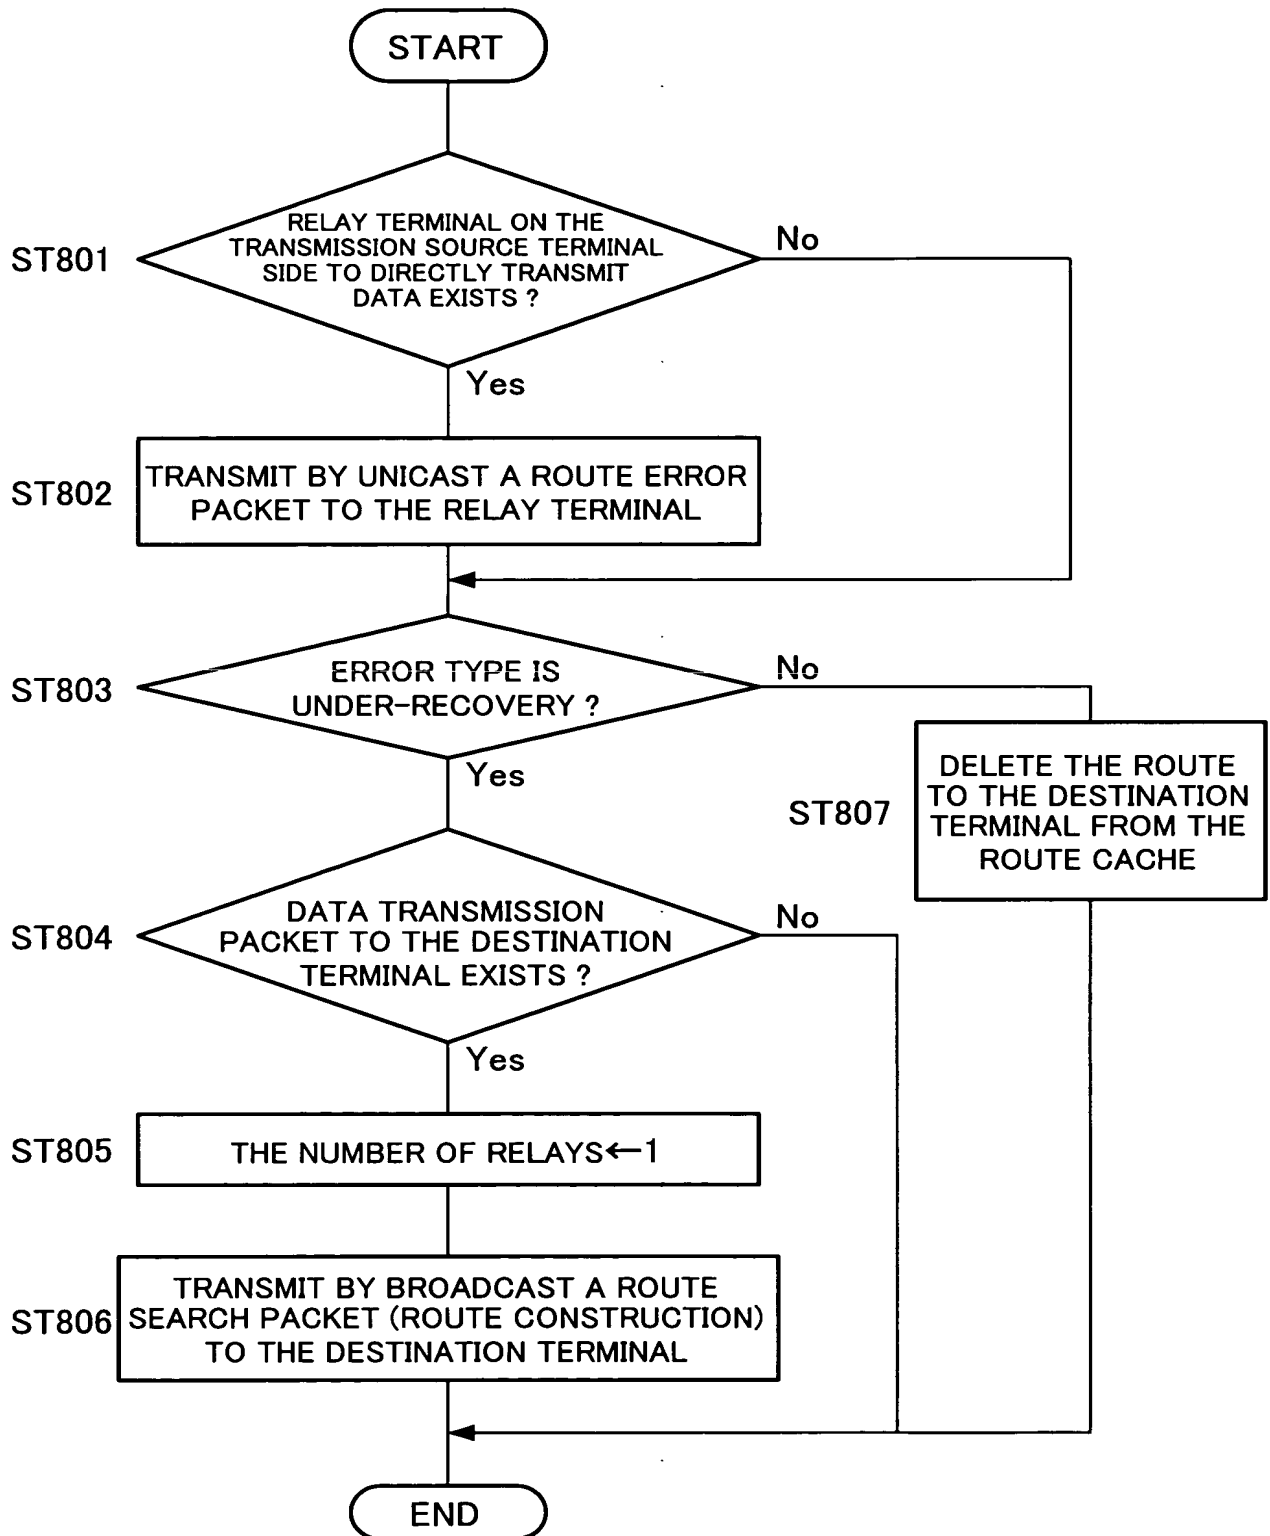 START
ST801
RELAY TERMINAL ON THE
TRANSMISSION SOURCE TERMINAL
SIDE TO DIRECTLY TRANSMIT
DATA EXISTS ?
No
Yes
ST802
TRANSMIT BY UNICAST A ROUTE ERROR
PACKET TO THE RELAY TERMINAL
ST803
ERROR TYPE IS
UNDER-RECOVERY ?
No
Yes
ST807
DELETE THE ROUTE
TO THE DESTINATION
TERMINAL FROM THE
ROUTE CACHE
ST804
DATA TRANSMISSION
PACKET TO THE DESTINATION
TERMINAL EXISTS ?
No
Yes
ST805
THE NUMBER OF RELAYS←1
ST806
TRANSMIT BY BROADCAST A ROUTE
SEARCH PACKET (ROUTE CONSTRUCTION)
TO THE DESTINATION TERMINAL
END